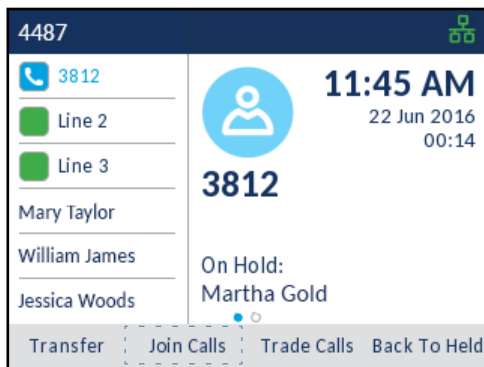 4487
3812
Line 2
Line 3
Mary Taylor
William James
Jessica Woods
11:45 AM
22 Jun 2016
00:14
3812
On Hold:
Martha Gold
Transfer Join Calls Trade Calls Back To Held